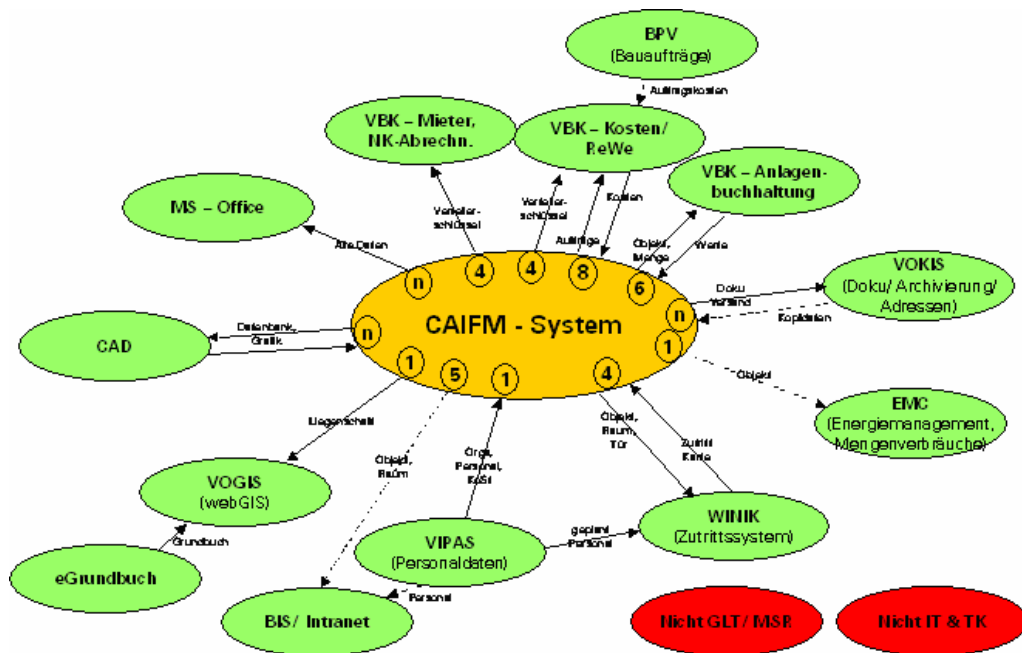 BPV
(Bauaufträge)
Auftragskosten
VBK – Mieter,
NK-Abrechn.
VBK – Kosten/
ReWe
VBK – Anlagen-
buchhaltung
MS – Office
Verteiler-
schlüssel
Verteiler-
schlüssel
Kosten
Aufträge
Objekt,
Menge
Werte
Alle Daten
n
4
4
8
6
VOKIS
(Doku/ Archivierung/
Adressen)
Doku
Versand
Kopidaten
n
CAIFM - System
CAD
Datenbank,
Grafik
n
1
5
1
4
1
Objekt
EMC
(Energiemanagement,
Mengenverbräuche)
Liegenschaft
Objekt,
Raum
Orga,
Personal,
KoSt
Objekt,
Raum,
Tür
Zutritt
Karte
VOGIS
(webGIS)
Grundbuch
eGrundbuch
VIPAS
(Personaldaten)
geplant
Personal
WINIK
(Zutrittssystem)
Personal
BIS/ Intranet
Nicht GLT/ MSR
Nicht IT & TK